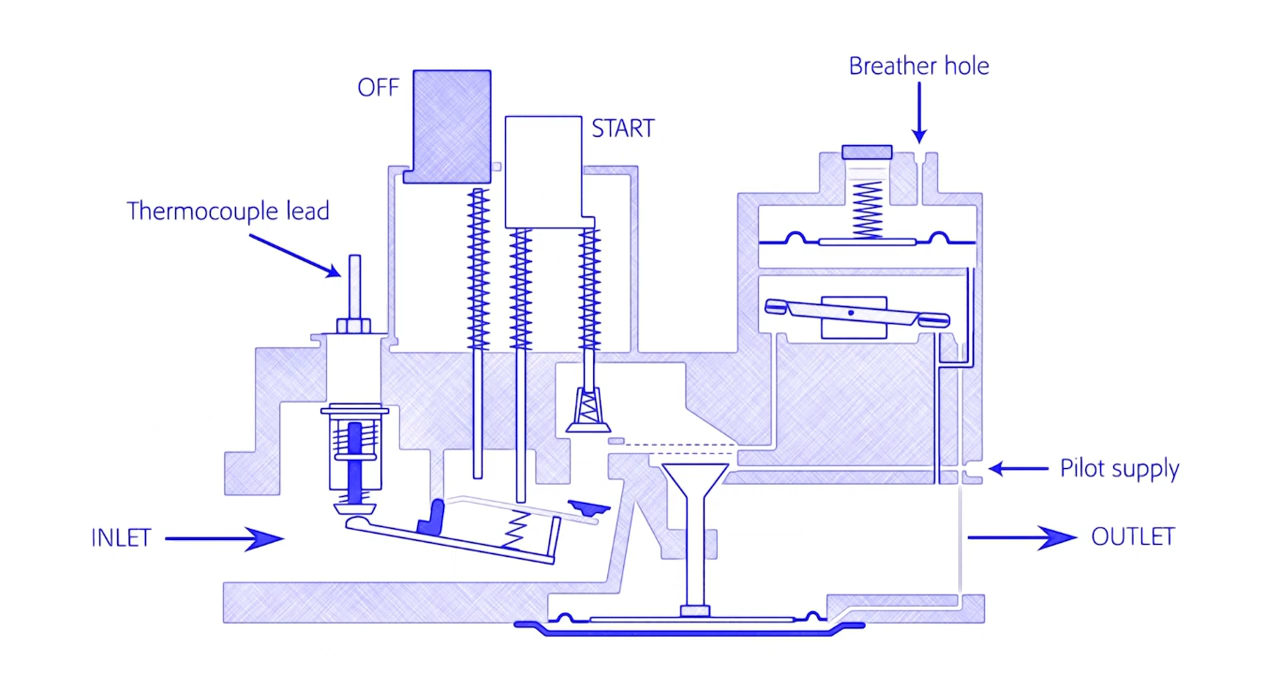 Breather hole
OFF
START
Thermocouple lead
Pilot supply
INLET
OUTLET